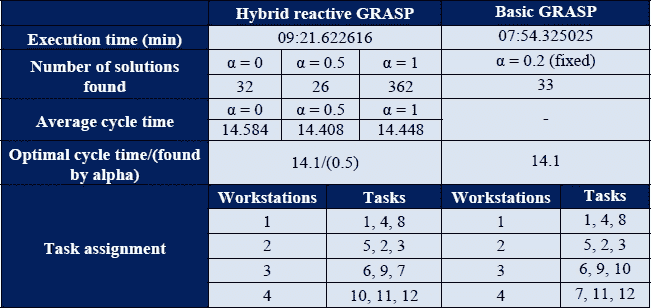 Hybrid reactive GRASP Basic GRASP
Execution time (min) 09:21.622616 07:54.325025
Number of solutions found α = 0 α = 0.5 α = 1 α = 0.2 (fixed)
32 26 362 33
Average cycle time α = 0 α = 0.5 α = 1 -
14.584 14.408 14.448
Optimal cycle time/(found by alpha) 14.1/(0.5) 14.1
Task assignment Workstations Tasks Workstations Tasks
1 1, 4, 8 1 1, 4, 8
2 5, 2, 3 2 5, 2, 3
3 6, 9, 7 3 6, 9, 10
4 10, 11, 12 4 7, 11, 12